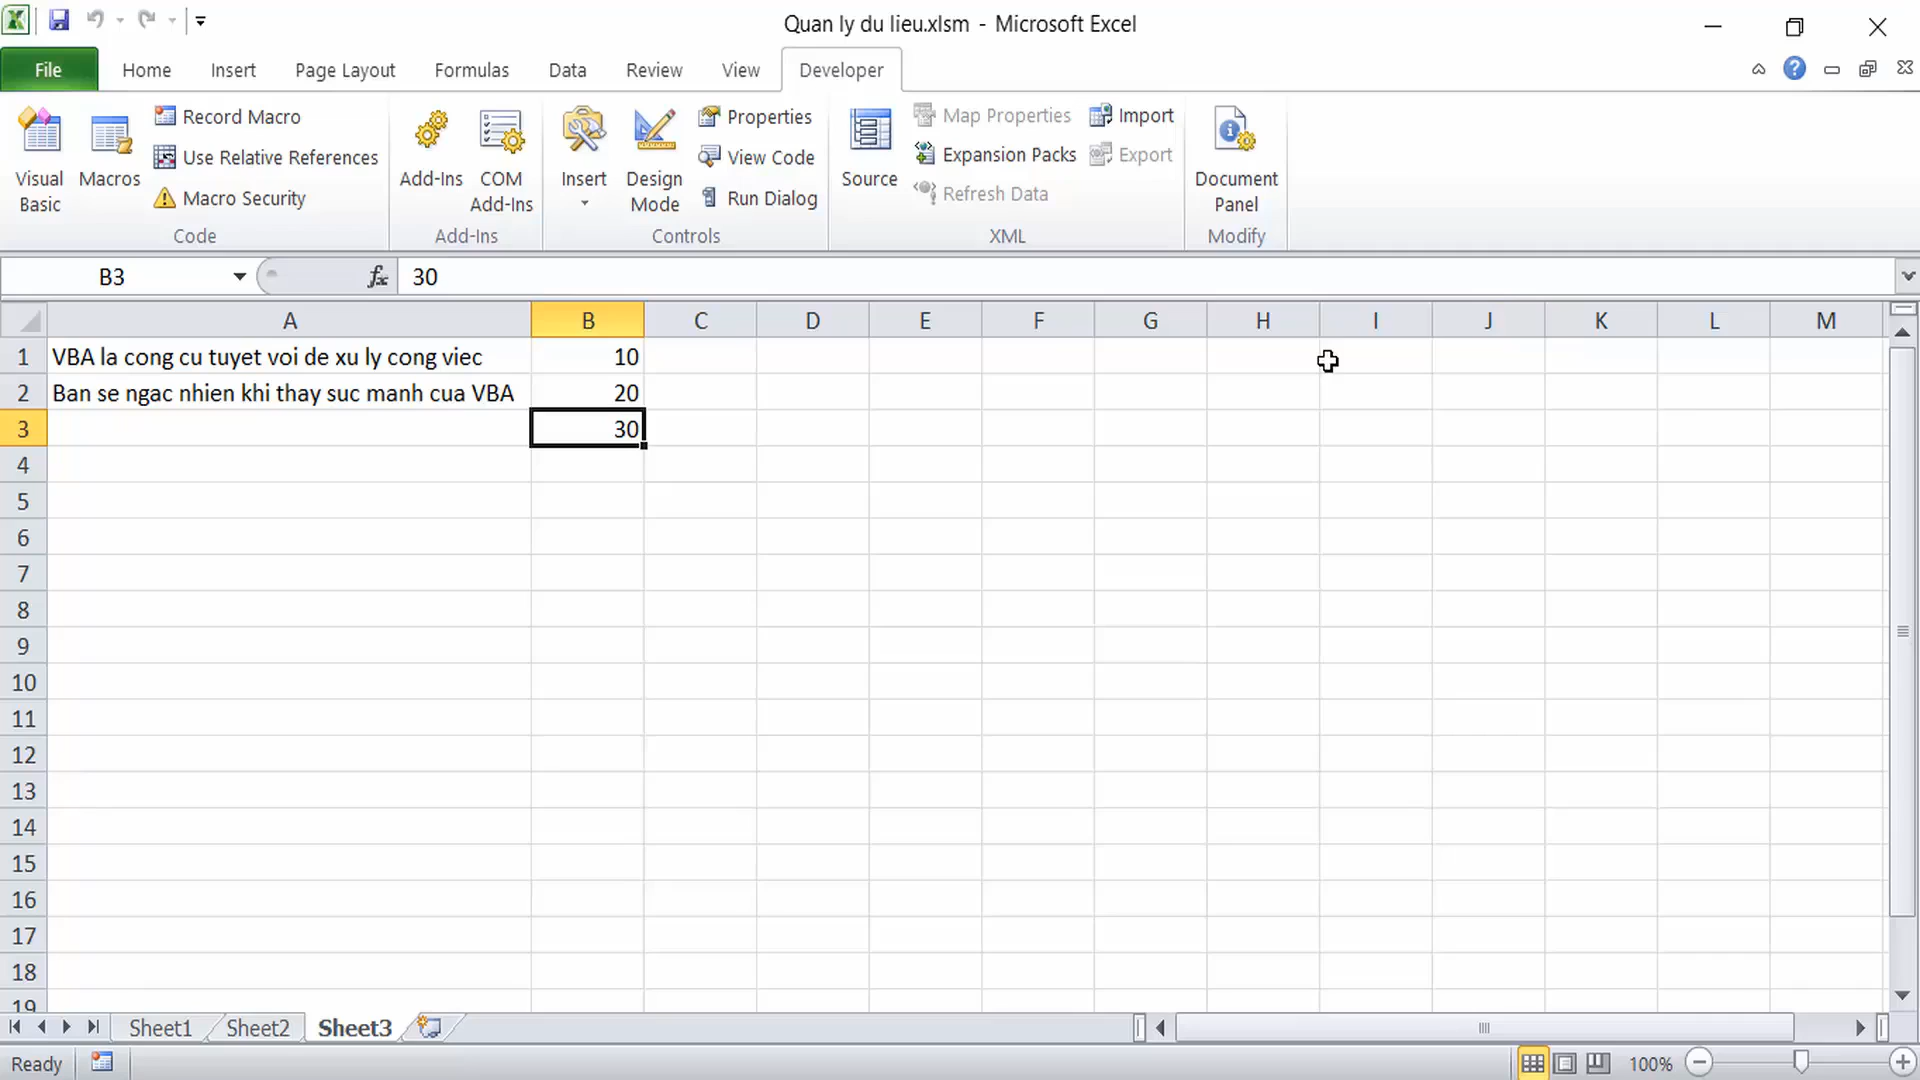 Quan ly du lieu.xlsm - Microsoft Excel
File Home Insert Page Layout Formulas Data Review View Developer
Visual Basic
Macros
Record Macro
Use Relative References
Macro Security
Code
Add-Ins
COM Add-Ins
Add-Ins
Insert
Design Mode
Properties
View Code
Run Dialog
Controls
Source
Map Properties
Expansion Packs
Refresh Data
Import
Export
XML
Document Panel
Modify
B3 fx 30
A B C D E F G H I J K L M
1 VBA la cong cu tuyet voi de xu ly cong viec 10
2 Ban se ngac nhien khi thay suc manh cua VBA 20
3 30
4
5
6
7
8
9
10
11
12
13
14
15
16
17
18
19
Sheet1 Sheet2 Sheet3
Ready 100%